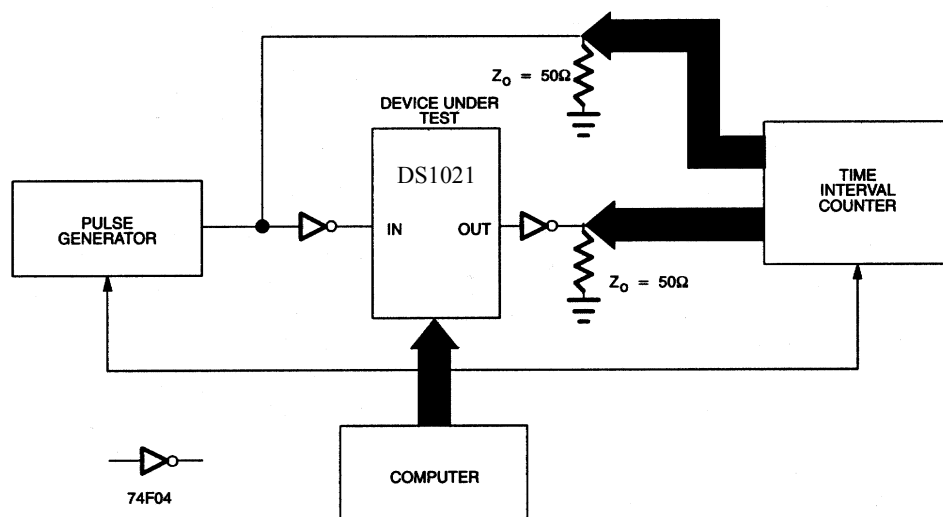 Z₀ = 50Ω
DEVICE UNDER
TEST
DS1021
TIME
INTERVAL
COUNTER
PULSE
GENERATOR
IN
OUT
Z₀ = 50Ω
COMPUTER
74F04